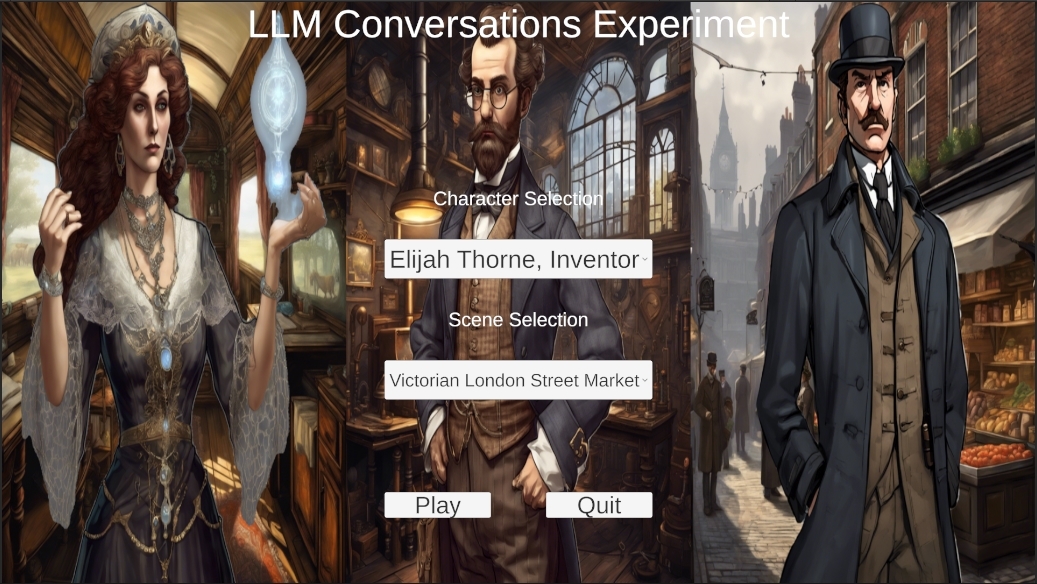 LLM Conversations Experiment
Character Selection
Elijah Thorne, Inventor
Scene Selection
Victorian London Street Market
Play
Quit